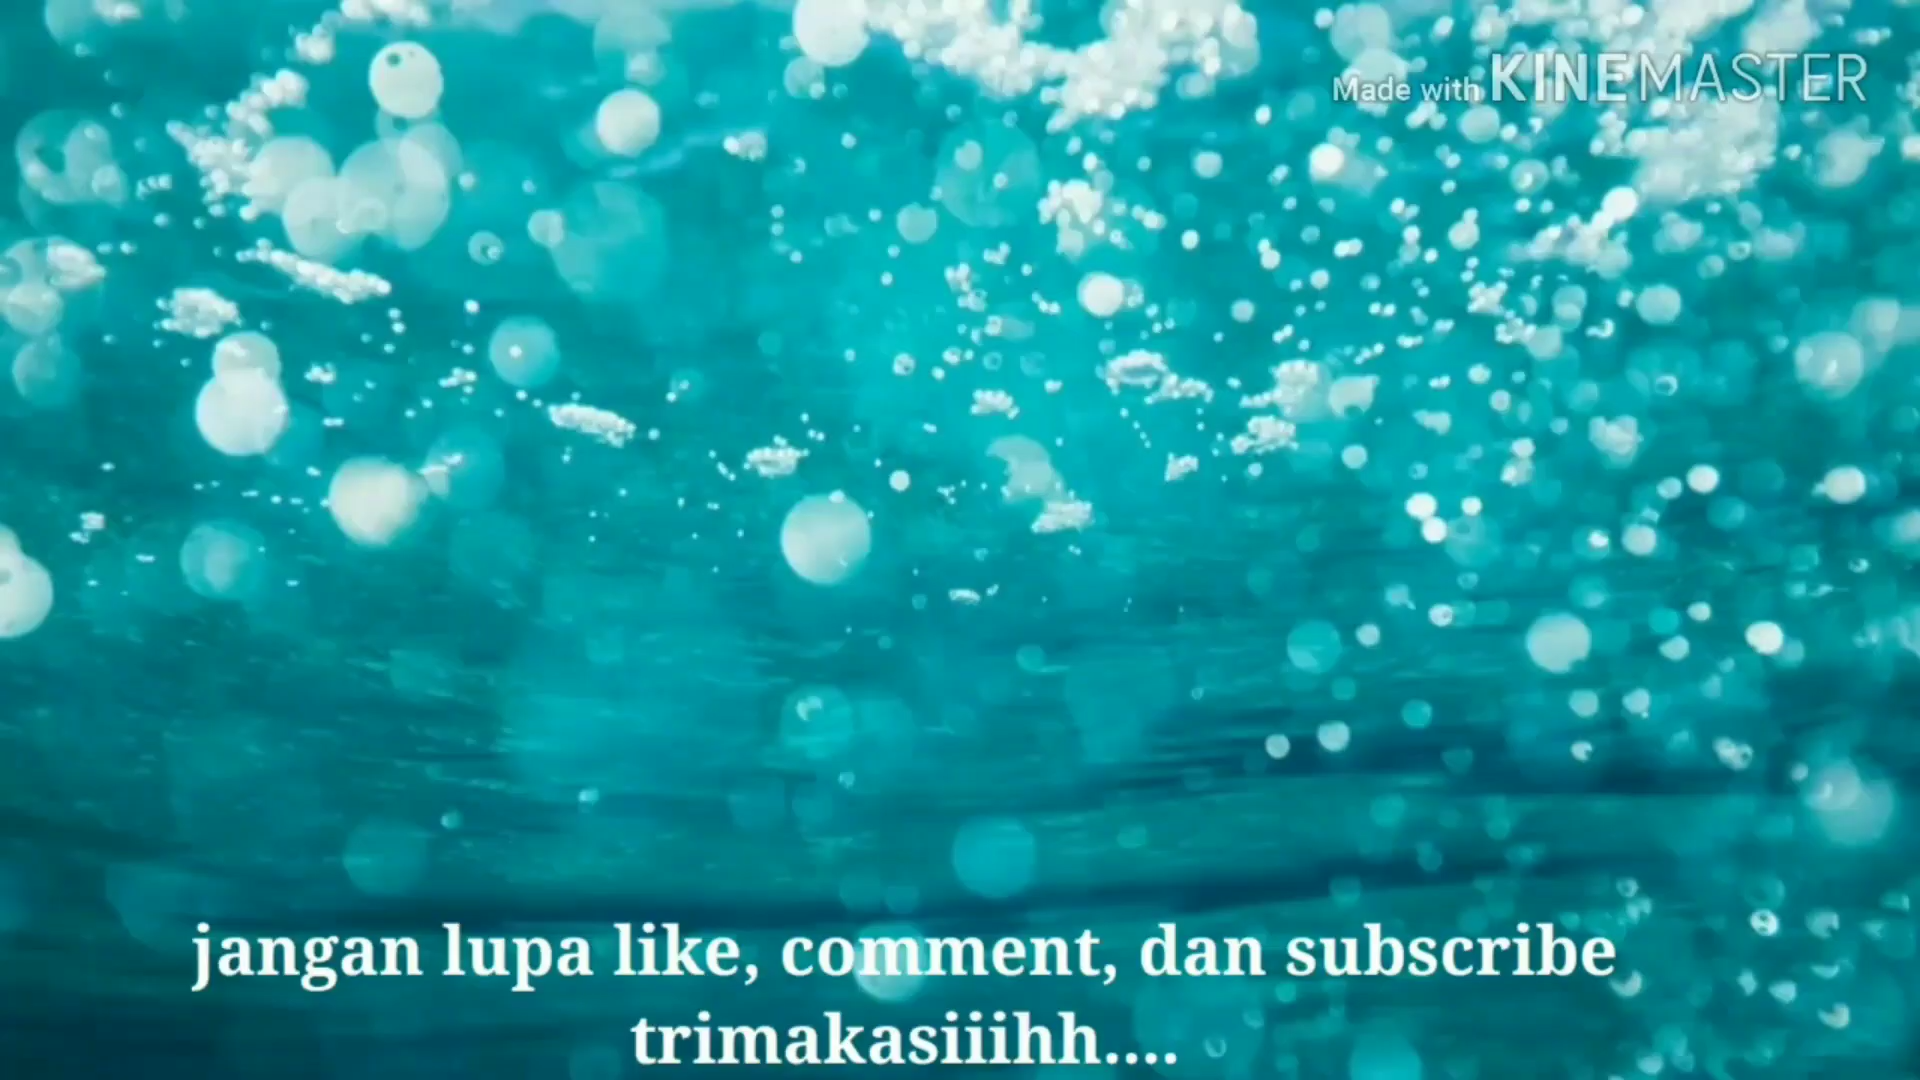 Made with KINEMASTER
jangan lupa like, comment, dan subscribe
trimakasiiihh....